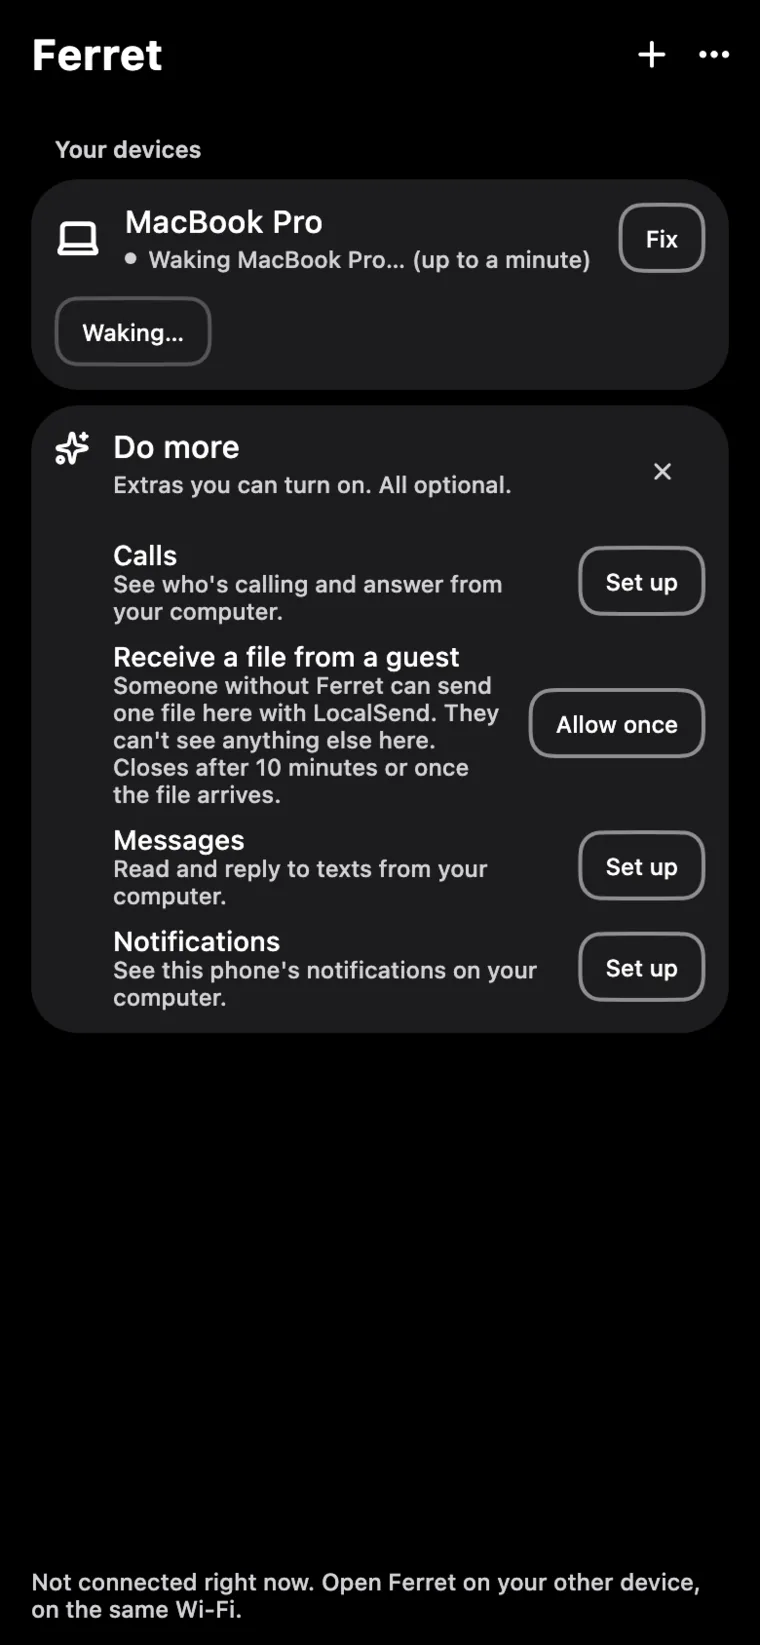 Ferret
Your devices
MacBook Pro
Waking MacBook Pro... (up to a minute)
Fix
Waking...
Do more
Extras you can turn on. All optional.
Calls
See who's calling and answer from
your computer.
Set up
Receive a file from a guest
Someone without Ferret can send
one file here with LocalSend. They
can't see anything else here.
Closes after 10 minutes or once
the file arrives.
Allow once
Messages
Read and reply to texts from your
computer.
Set up
Notifications
See this phone's notifications on your
computer.
Set up
Not connected right now. Open Ferret on your other device,
on the same Wi-Fi.